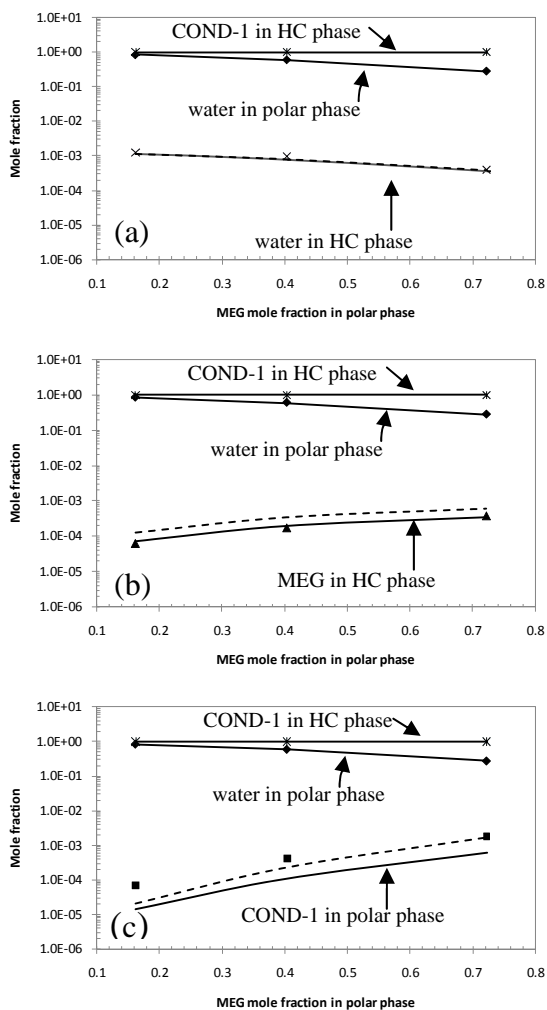 1.0E+01
1.0E+00
1.0E-01
1.0E-02
1.0E-03
1.0E-04
1.0E-05
1.0E-06
Mole fraction
COND-1 in HC phase
water in polar phase
water in HC phase
(a)
0.1 0.2 0.3 0.4 0.5 0.6 0.7 0.8
MEG mole fraction in polar phase
1.0E+01
1.0E+00
1.0E-01
1.0E-02
1.0E-03
1.0E-04
1.0E-05
1.0E-06
Mole fraction
COND-1 in HC phase
water in polar phase
MEG in HC phase
(b)
0.1 0.2 0.3 0.4 0.5 0.6 0.7 0.8
MEG mole fraction in polar phase
1.0E+01
1.0E+00
1.0E-01
1.0E-02
1.0E-03
1.0E-04
1.0E-05
1.0E-06
Mole fraction
COND-1 in HC phase
water in polar phase
COND-1 in polar phase
(c)
0.1 0.2 0.3 0.4 0.5 0.6 0.7 0.8
MEG mole fraction in polar phase